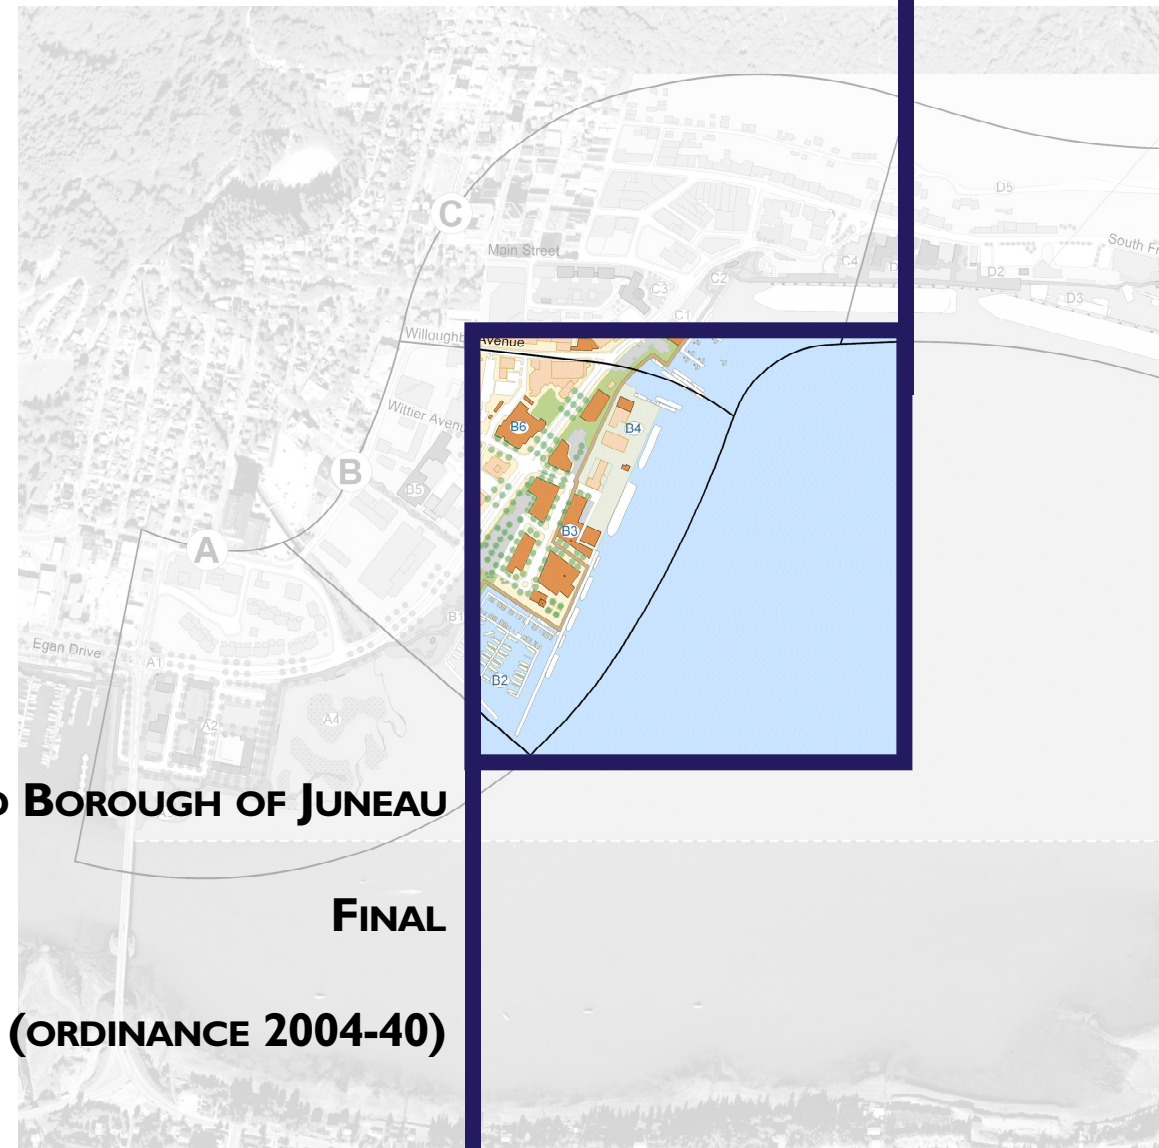 D5
C
South Fr
Main Street
C4
D2
C2
C3
D3
C1
Willoughb
Avenue
Wittier Avenu
B6
B4
B
B5
B3
A
B1
Egan Drive
A1
B2
A4
A2
D BOROUGH OF JUNEAU
FINAL
(ORDINANCE 2004-40)